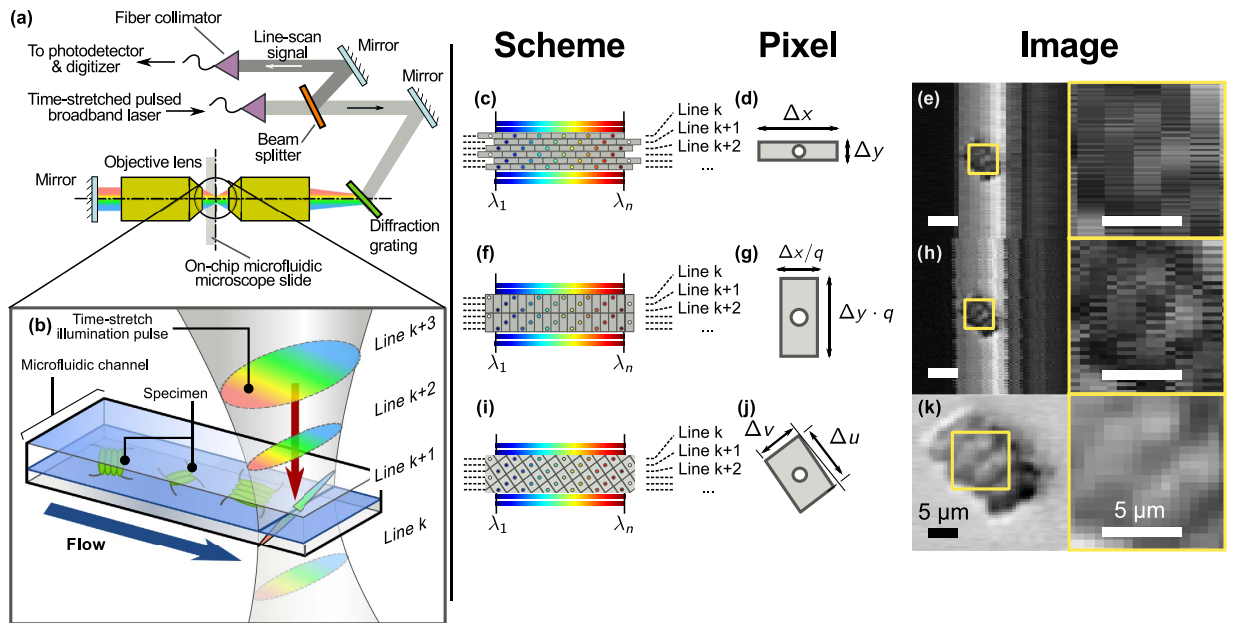 (a)
Fiber collimator
To photodetector
& digitizer
Line-scan
signal
Mirror
Mirror
Time-stretched pulsed
broadband laser
Beam
splitter
Objective lens
Mirror
Diffraction
grating
On-chip microfluidic
microscope slide
(b)
Time-stretch
illumination pulse
Microfluidic channel
Specimen
Line k+3
Line k+2
Line k+1
Line k
Flow
Scheme
Pixel
Image
(c)
Line k
Line k+1
Line k+2
...
λ1
λn
(d)
Δx
Δy
(e)
(f)
Line k
Line k+1
Line k+2
...
λ1
λn
(g)
Δx/q
Δy · q
(h)
(i)
Line k
Line k+1
Line k+2
...
λ1
λn
(j)
Δv
Δu
(k)
5 μm
5 μm